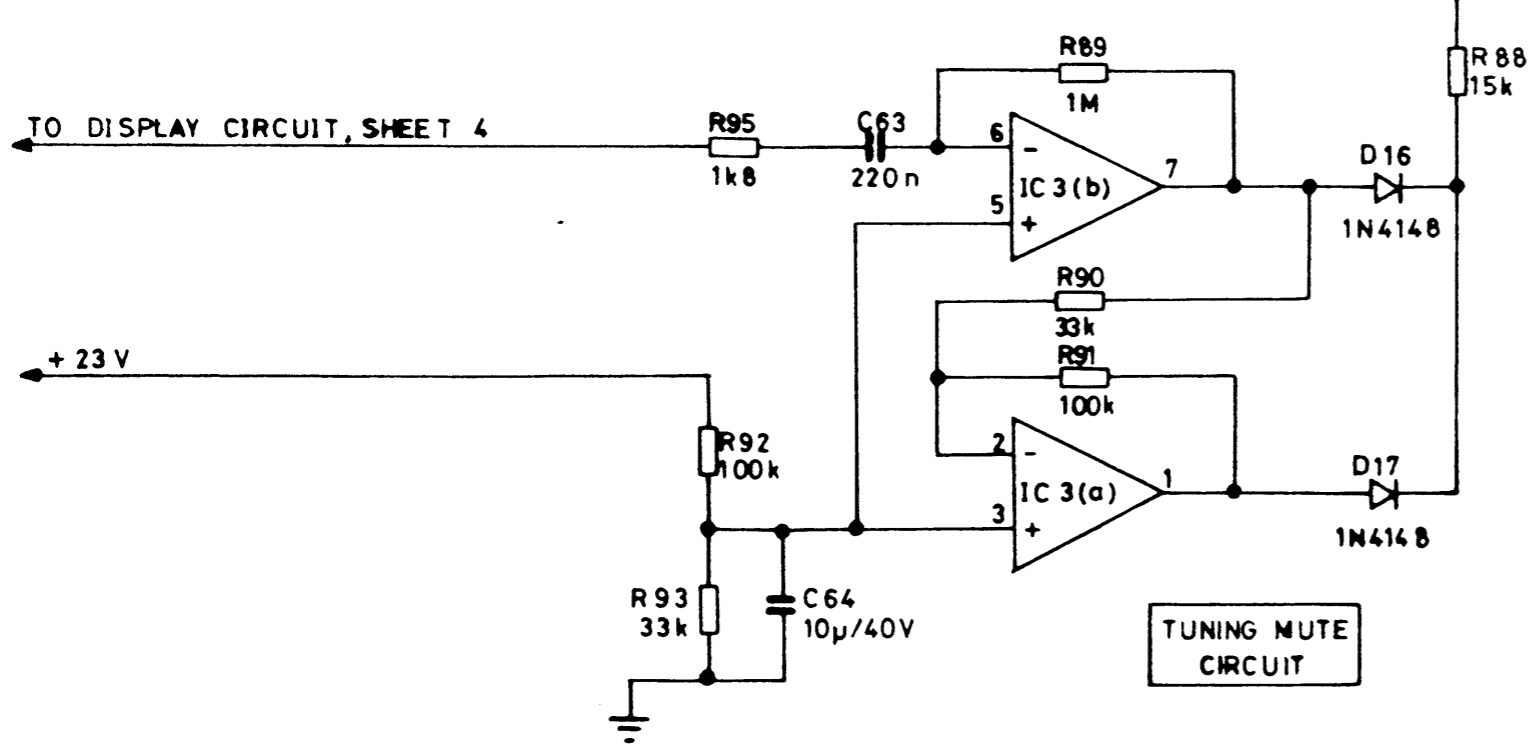 R89
1M
R88
15k
TO DISPLAY CIRCUIT, SHEET 4
R95
1k8
C63
220n
6
-
IC3(b)
5
+
7
D16
1N4148
R90
33k
R91
100k
+23V
R92
100k
2
-
IC3(a)
3
+
1
D17
1N4148
R93
33k
C64
10µ/40V
TUNING MUTE
CIRCUIT